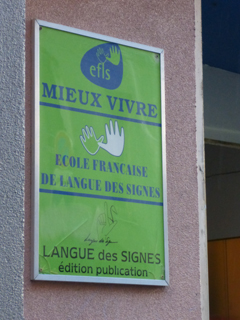 efls
MIEUX VIVRE
ECOLE FRANCAISE
DE LANGUE DES SIGNES
LANGUE des SIGNES
édition publication